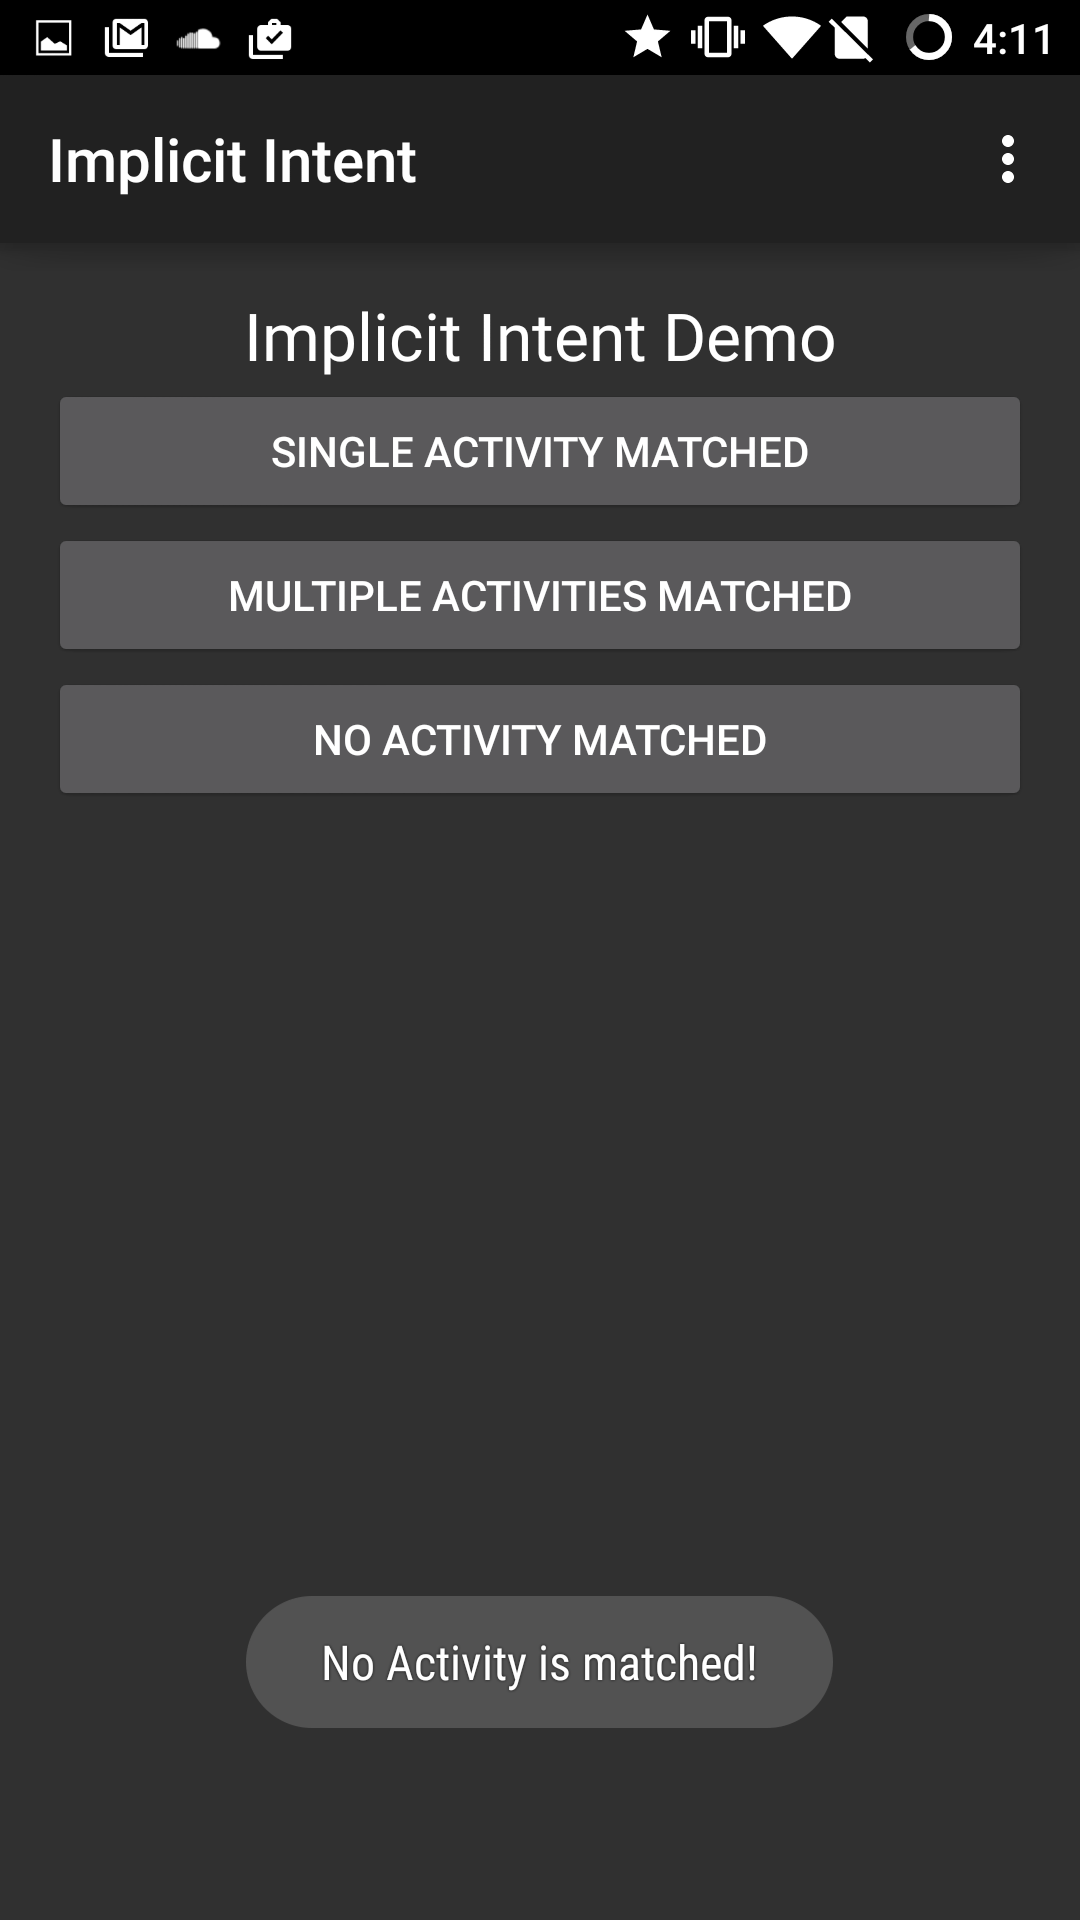 4:11
Implicit Intent
Implicit Intent Demo
SINGLE ACTIVITY MATCHED
MULTIPLE ACTIVITIES MATCHED
NO ACTIVITY MATCHED
No Activity is matched!